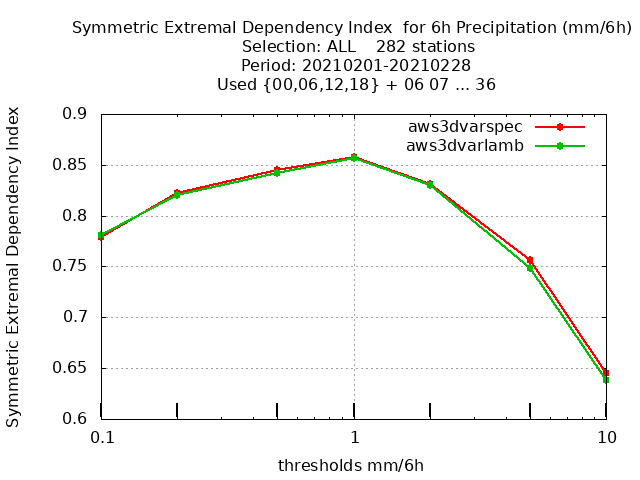 Symmetric Extremal Dependency Index  for 6h Precipitation (mm/6h)
Selection: ALL    282 stations
Period: 20210201-20210228
Used {00,06,12,18} + 06 07 ... 36
Symmetric Extremal Dependency Index
0.9
0.85
0.8
0.75
0.7
0.65
0.6
aws3dvarspec
aws3dvarlamb
0.1 1 10
thresholds mm/6h